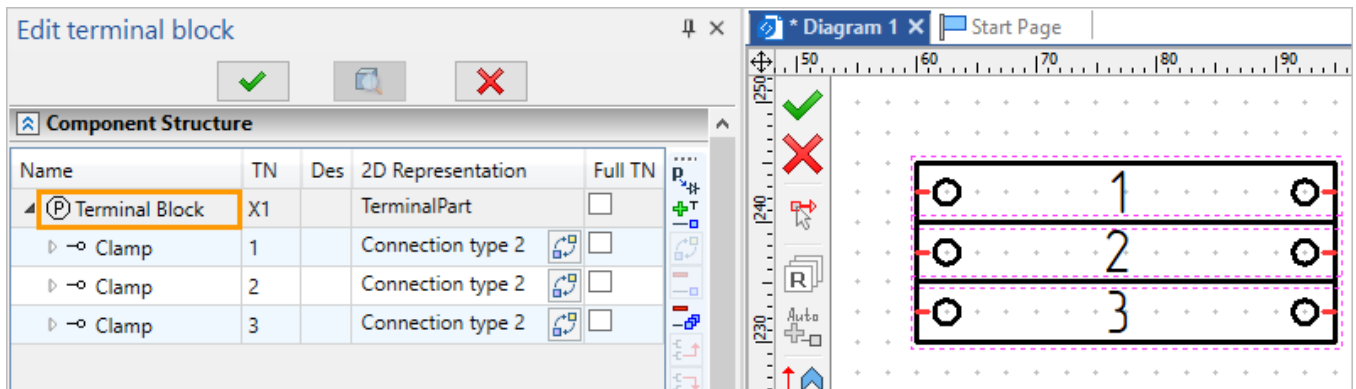 Edit terminal block
Component Structure
Name TN Des 2D Representation Full TN
P Terminal Block X1 TerminalPart
Clamp 1 Connection type 2
Clamp 2 Connection type 2
Clamp 3 Connection type 2
* Diagram 1 Start Page
50 60 70 80 90
250
240
230
R
Auto
1
2
3